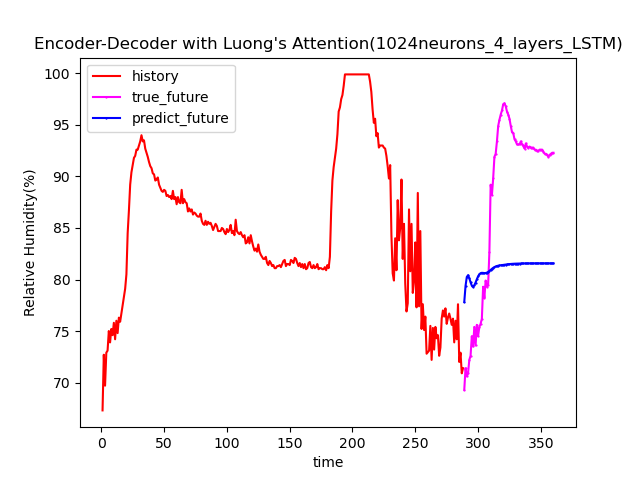 Encoder-Decoder with Luong's Attention(1024neurons_4_layers_LSTM)
history
true_future
predict_future
Relative Humidity(%)
100
95
90
85
80
75
70
0 50 100 150 200 250 300 350
time